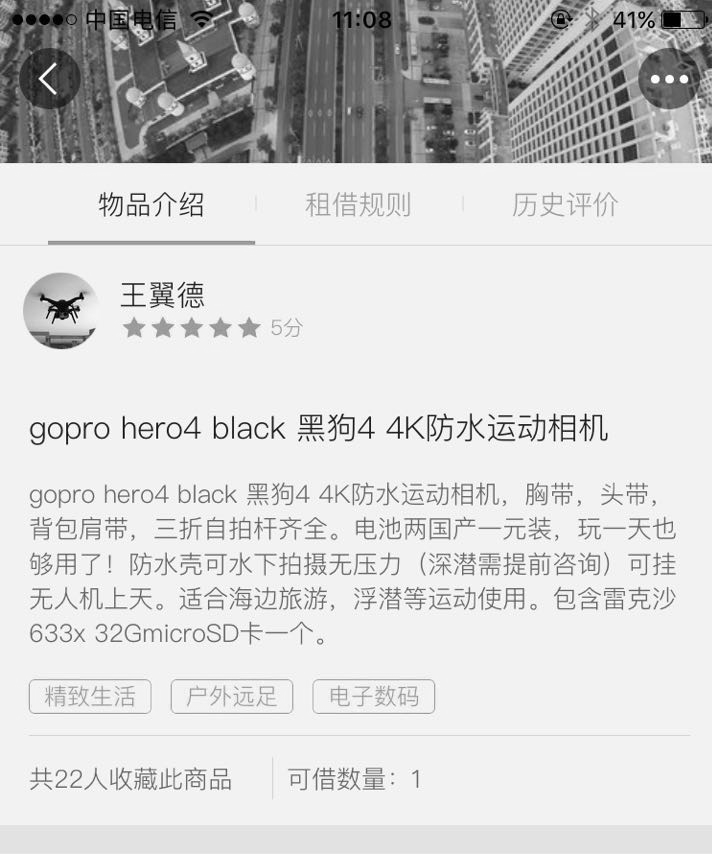 中国电信 11:08 41%
物品介绍 租借规则 历史评价
王翼德
5分
gopro hero4 black 黑狗4 4K防水运动相机
gopro hero4 black 黑狗4 4K防水运动相机，胸带，头带，
背包肩带，三折自拍杆齐全。电池两国产一元装，玩一天也
够用了！防水壳可水下拍摄无压力（深潜需提前咨询）可挂
无人机上天。适合海边旅游，浮潜等运动使用。包含雷克沙
633x 32GmicroSD卡一个。
精致生活 户外远足 电子数码
共22人收藏此商品 可借数量：1